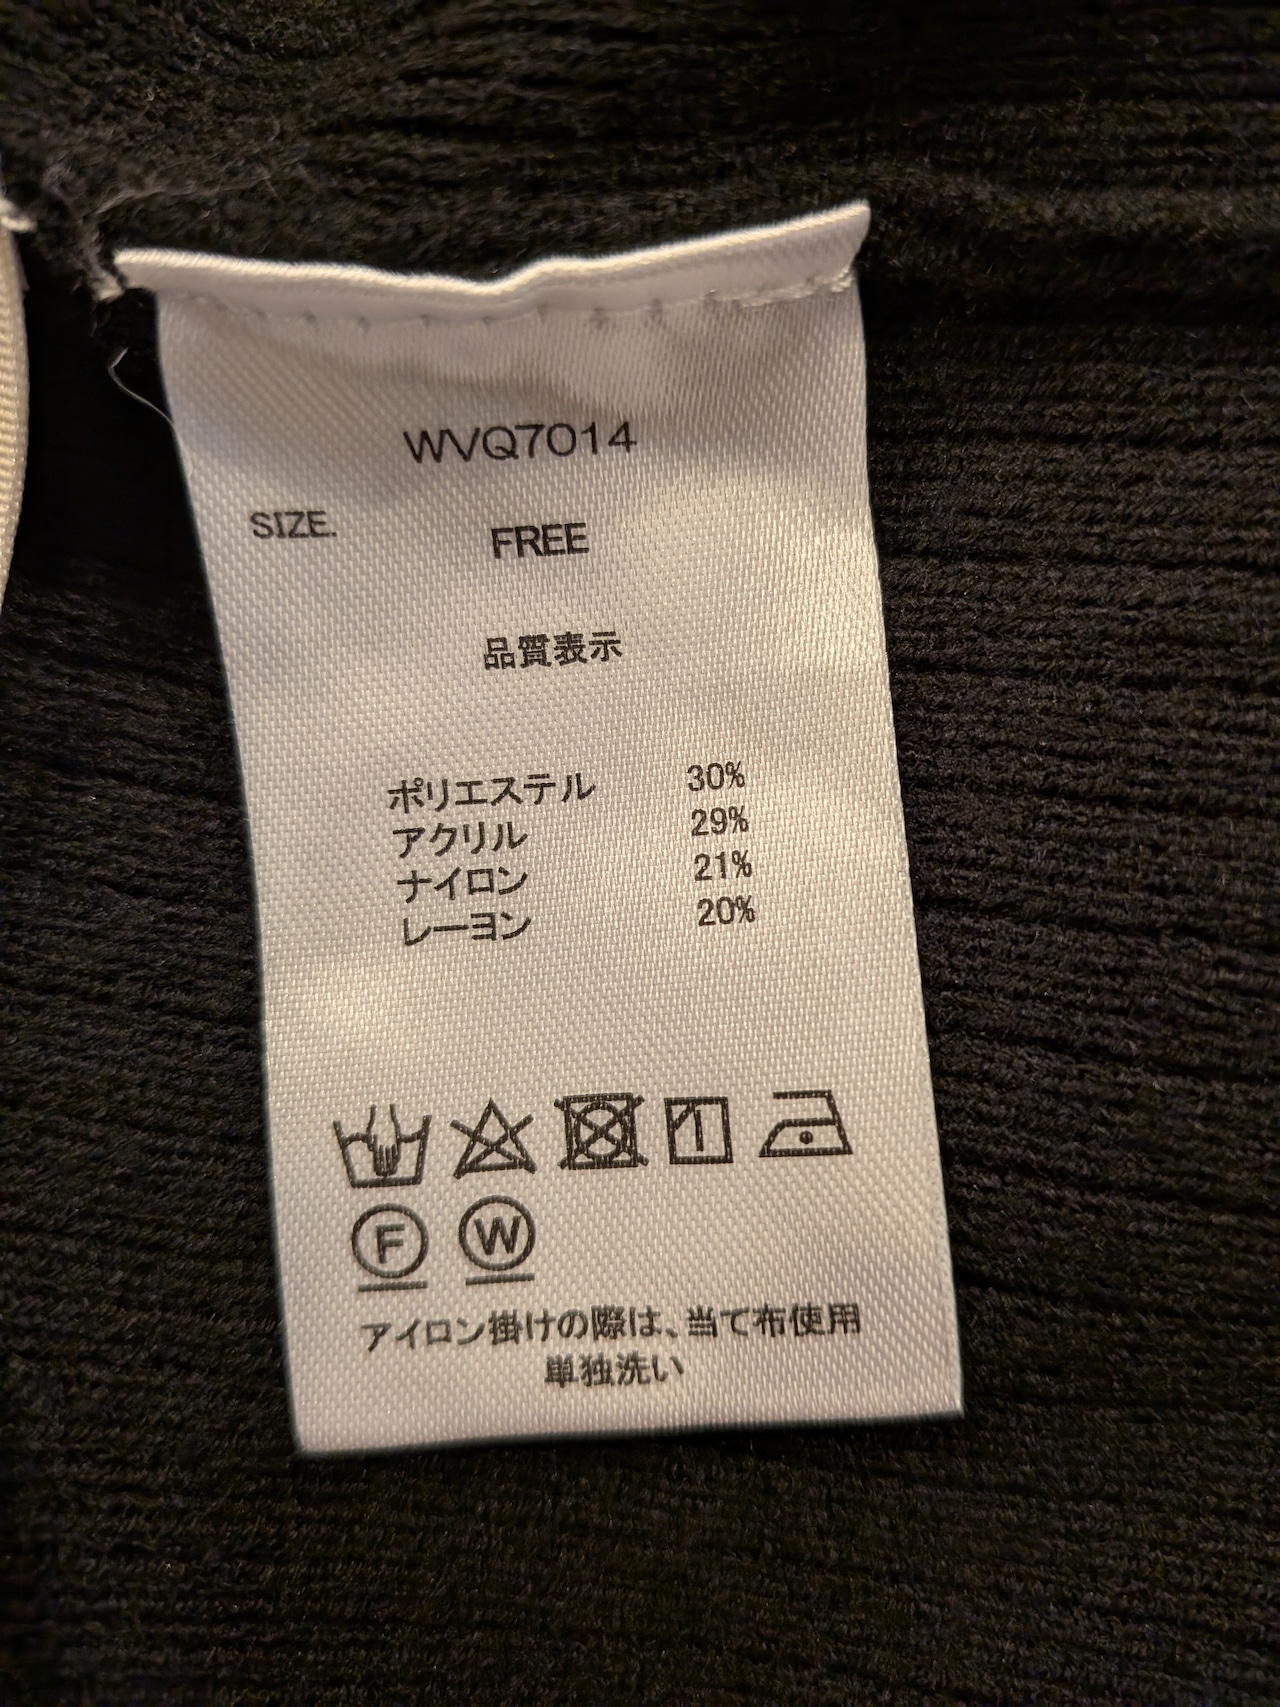 WVQ7014
SIZE. FREE
品質表示
ポリエステル 30%
アクリル 29%
ナイロン 21%
レーヨン 20%
F W
アイロン掛けの際は、当て布使用
単独洗い